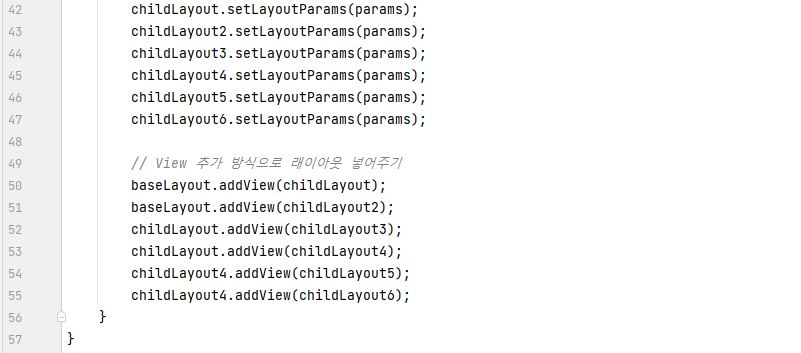 42 childLayout.setLayoutParams(params);
43 childLayout2.setLayoutParams(params);
44 childLayout3.setLayoutParams(params);
45 childLayout4.setLayoutParams(params);
46 childLayout5.setLayoutParams(params);
47 childLayout6.setLayoutParams(params);
48
49 // View 추가 방식으로 래이아웃 넣어주기
50 baseLayout.addView(childLayout);
51 baseLayout.addView(childLayout2);
52 childLayout.addView(childLayout3);
53 childLayout.addView(childLayout4);
54 childLayout4.addView(childLayout5);
55 childLayout4.addView(childLayout6);
56 }
57 }